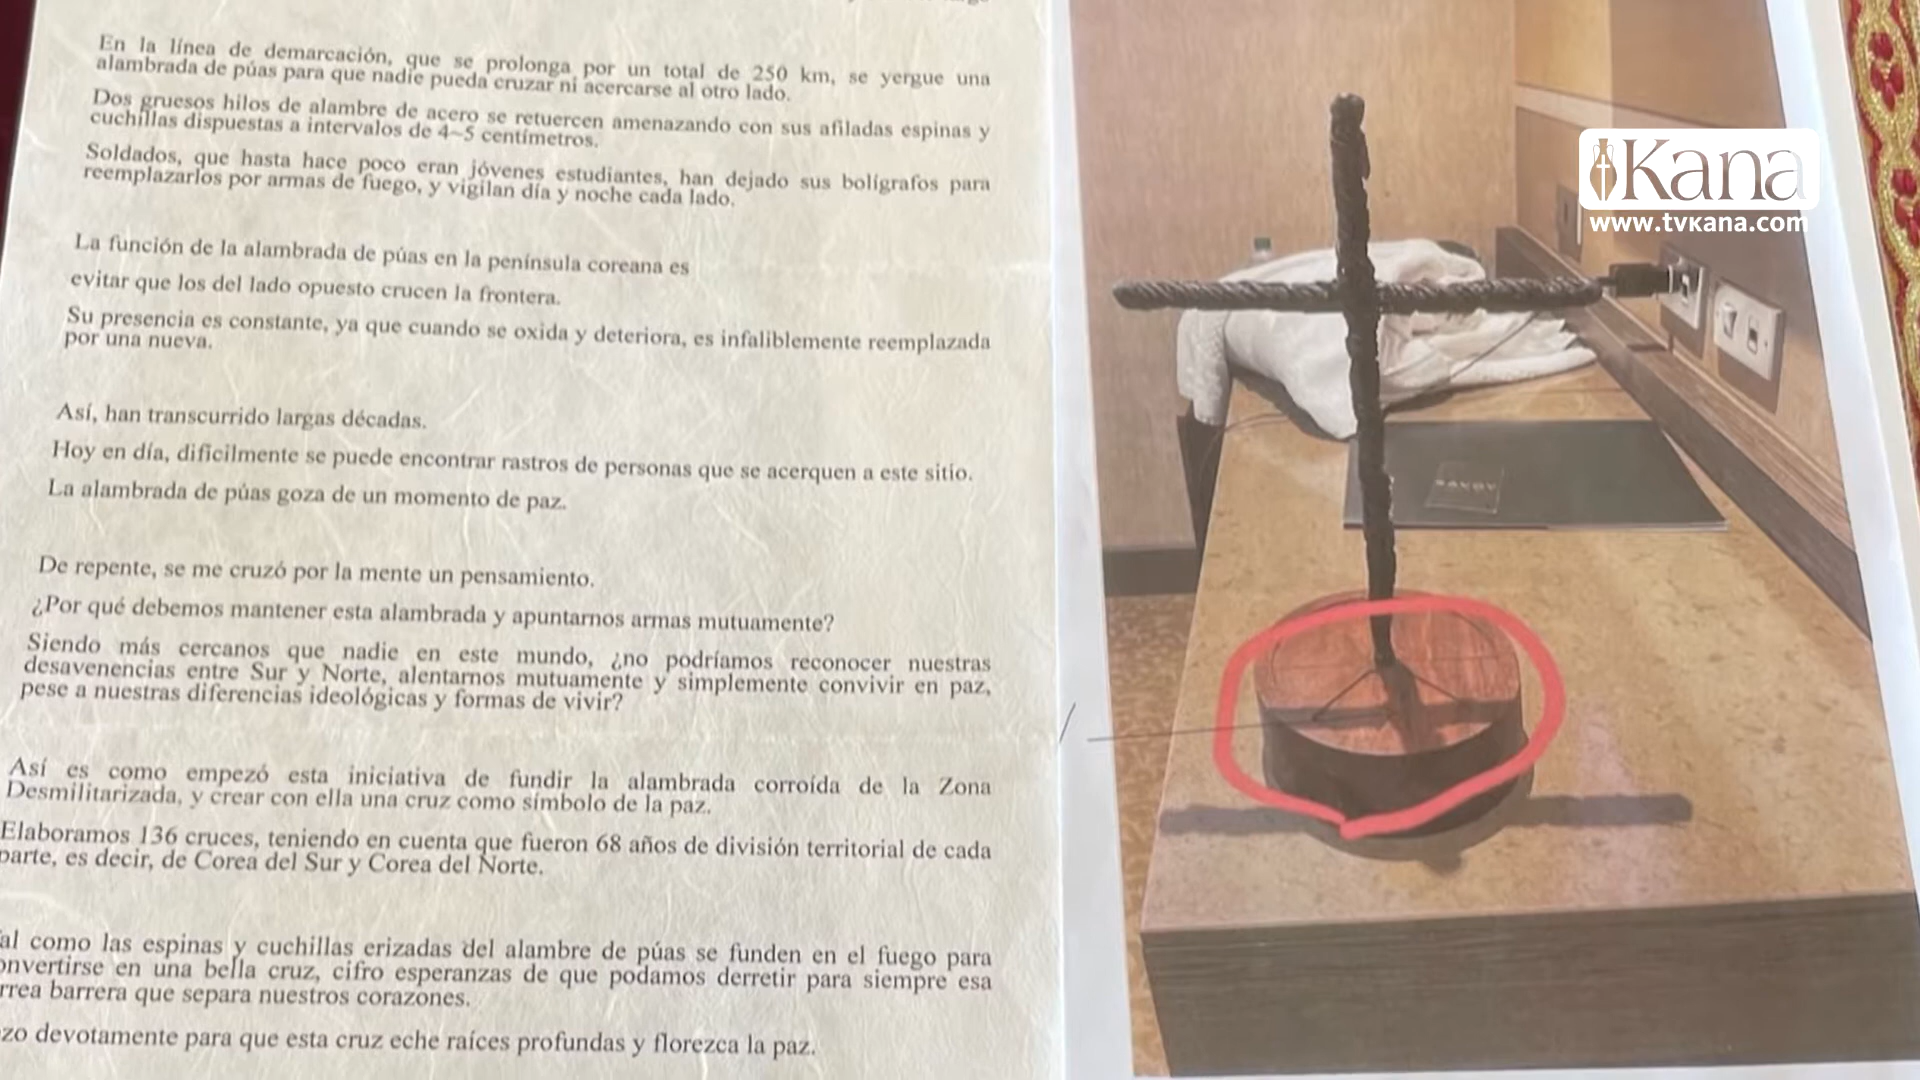 En la línea de demarcación, que se prolonga por un total de 250 km, se yergue una
alambrada de púas para que nadie pueda cruzar ni acercarse al otro lado.
Dos gruesos hilos de alambre de acero se retuercen amenazando con sus afiladas espinas y
cuchillas dispuestas a intervalos de 4~5 centímetros.
Soldados, que hasta hace poco eran jóvenes estudiantes, han dejado sus bolígrafos para
reemplazarlos por armas de fuego, y vigilan día y noche cada lado.
La función de la alambrada de púas en la península coreana es
evitar que los del lado opuesto crucen la frontera.
Su presencia es constante, ya que cuando se oxida y deteriora, es infaliblemente reemplazada
por una nueva.
Así, han transcurrido largas décadas.
Hoy en día, difícilmente se puede encontrar rastros de personas que se acerquen a este sitio.
La alambrada de púas goza de un momento de paz.
De repente, se me cruzó por la mente un pensamiento.
¿Por qué debemos mantener esta alambrada y apuntarnos armas mutuamente?
Siendo más cercanos que nadie en este mundo, ¿no podríamos reconocer nuestras
desavenencias entre Sur y Norte, alentarnos mutuamente y simplemente convivir en paz,
pese a nuestras diferencias ideológicas y formas de vivir?
Así es como empezó esta iniciativa de fundir la alambrada corroída de la Zona
Desmilitarizada, y crear con ella una cruz como símbolo de la paz.
Elaboramos 136 cruces, teniendo en cuenta que fueron 68 años de división territorial de cada
parte, es decir, de Corea del Sur y Corea del Norte.
al como las espinas y cuchillas erizadas del alambre de púas se funden en el fuego para
onvertirse en una bella cruz, cifro esperanzas de que podamos derretir para siempre esa
rrea barrera que separa nuestros corazones.
zo devotamente para que esta cruz eche raíces profundas y florezca la paz.
Kana
www.tvkana.com
SAVOY